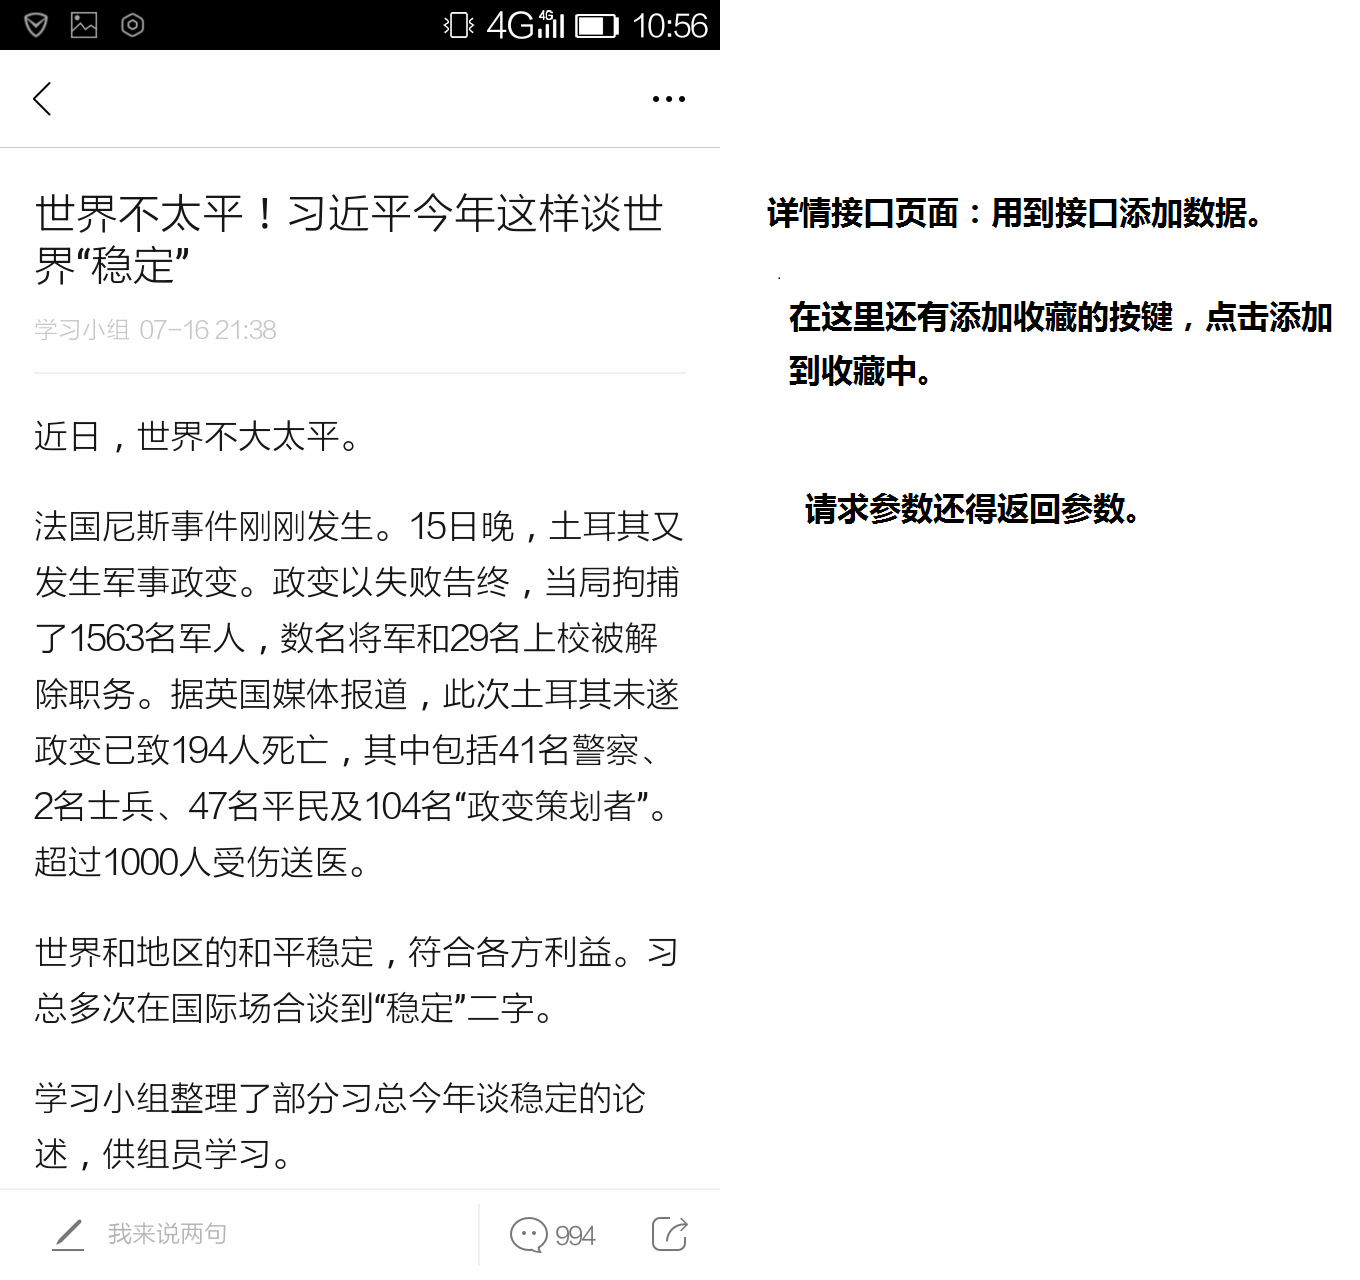 4G 4G 10:56
世界不太平！习近平今年这样谈世
界“稳定”
学习小组 07-16 21:38
近日，世界不大太平。
法国尼斯事件刚刚发生。15日晚，土耳其又
发生军事政变。政变以失败告终，当局拘捕
了1563名军人，数名将军和29名上校被解
除职务。据英国媒体报道，此次土耳其未遂
政变已致194人死亡，其中包括41名警察、
2名士兵、47名平民及104名“政变策划者”。
超过1000人受伤送医。
世界和地区的和平稳定，符合各方利益。习
总多次在国际场合谈到“稳定”二字。
学习小组整理了部分习总今年谈稳定的论
述，供组员学习。
我来说两句 994
详情接口页面：用到接口添加数据。
在这里还有添加收藏的按键，点击添加
到收藏中。
请求参数还得返回参数。